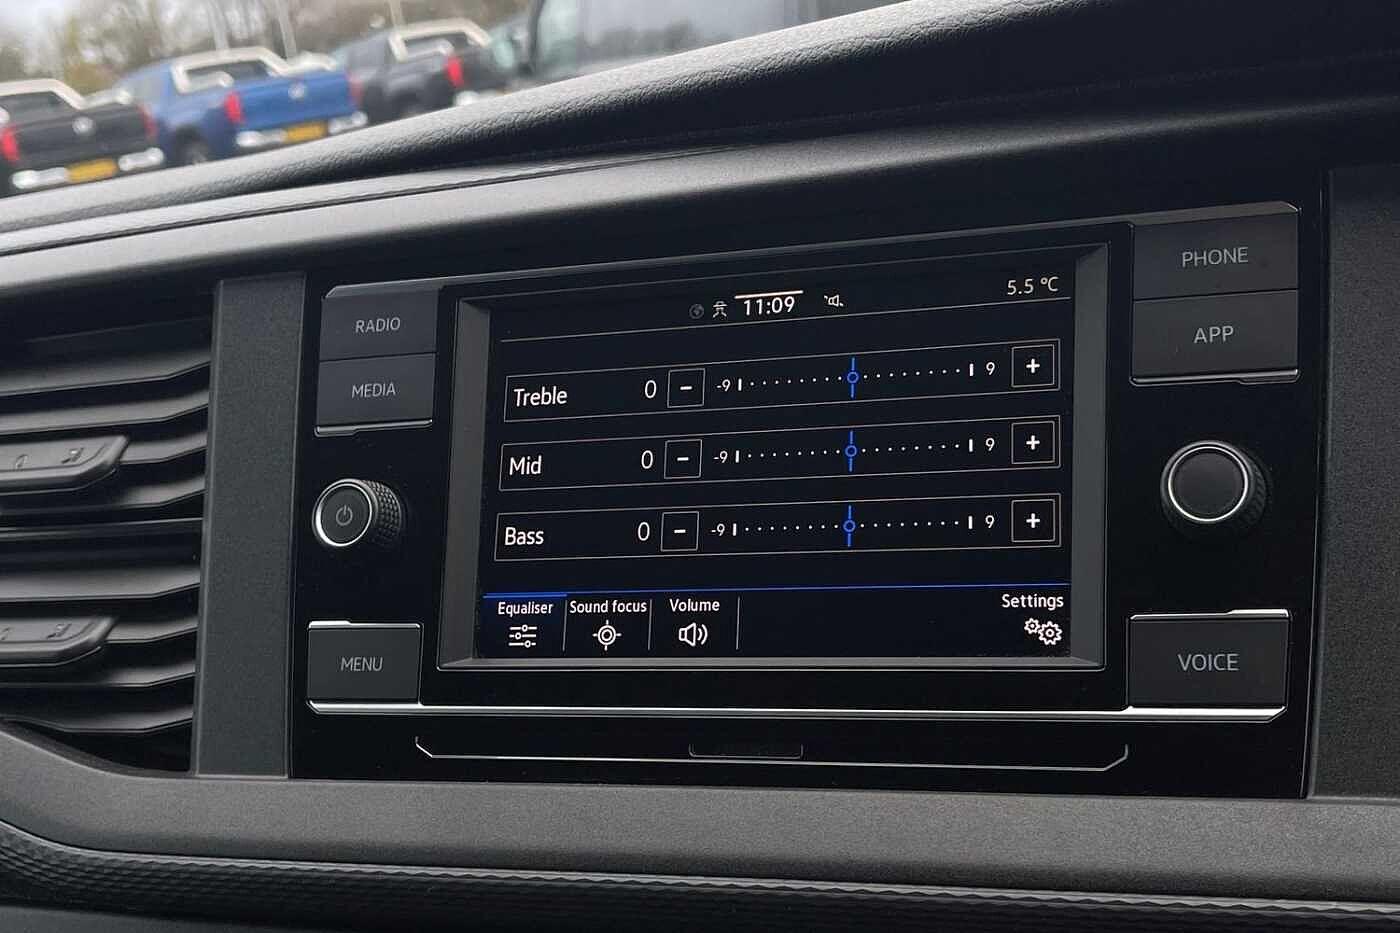 RADIO
MEDIA
MENU
11:09
5.5 °C
Treble 0 - -9 9 +
Mid 0 - -9 9 +
Bass 0 - -9 9 +
Equaliser Sound focus Volume Settings
PHONE
APP
VOICE